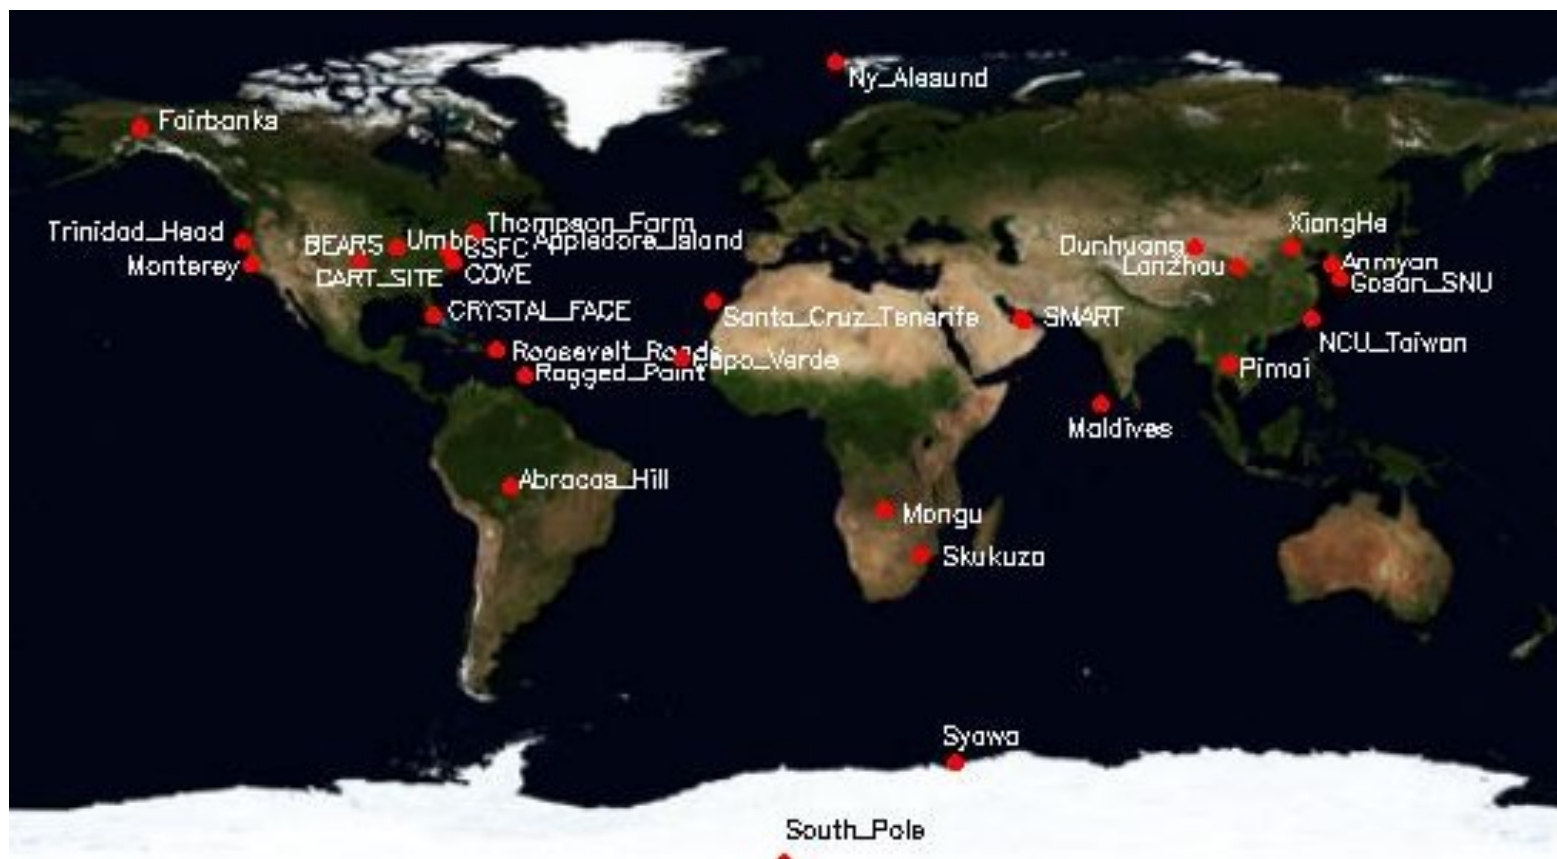 Ny_Alesund
Fairbanks
Thompson_Farm
XiangHe
Trinidad_Head
BEARS
GSFC
Appledore_Island
Dunhuang
Monterey
CART_SITE
COVE
Lanzhou
Anmyon
Gosan_SNU
CRYSTAL_FACE
Santa_Cruz_Tenerife
SMART
NCU_Taiwan
Roosevelt_Roads
Capo_Verde
Ragged_Point
Pimai
Maldives
Abracos_Hill
Mongu
Skukuza
Syowa
South_Pole